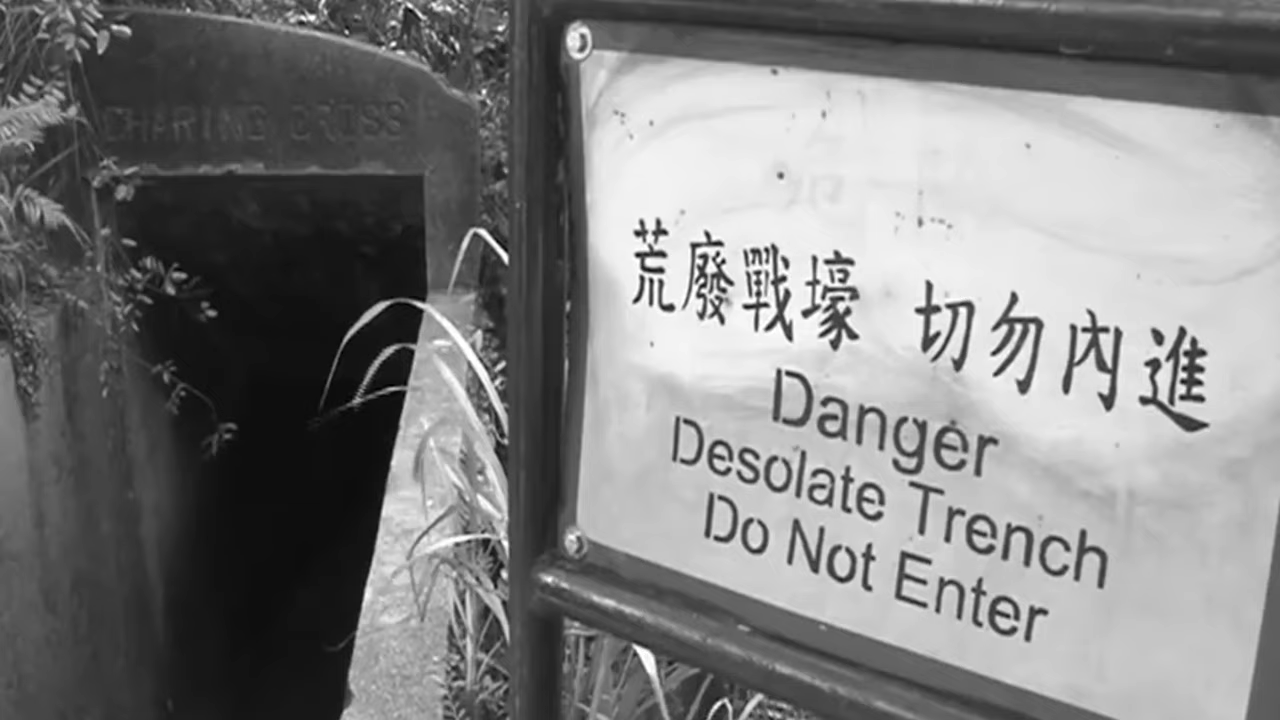 CHARING CROSS
荒廢戰壕 切勿內進
Danger
Desolate Trench
Do Not Enter